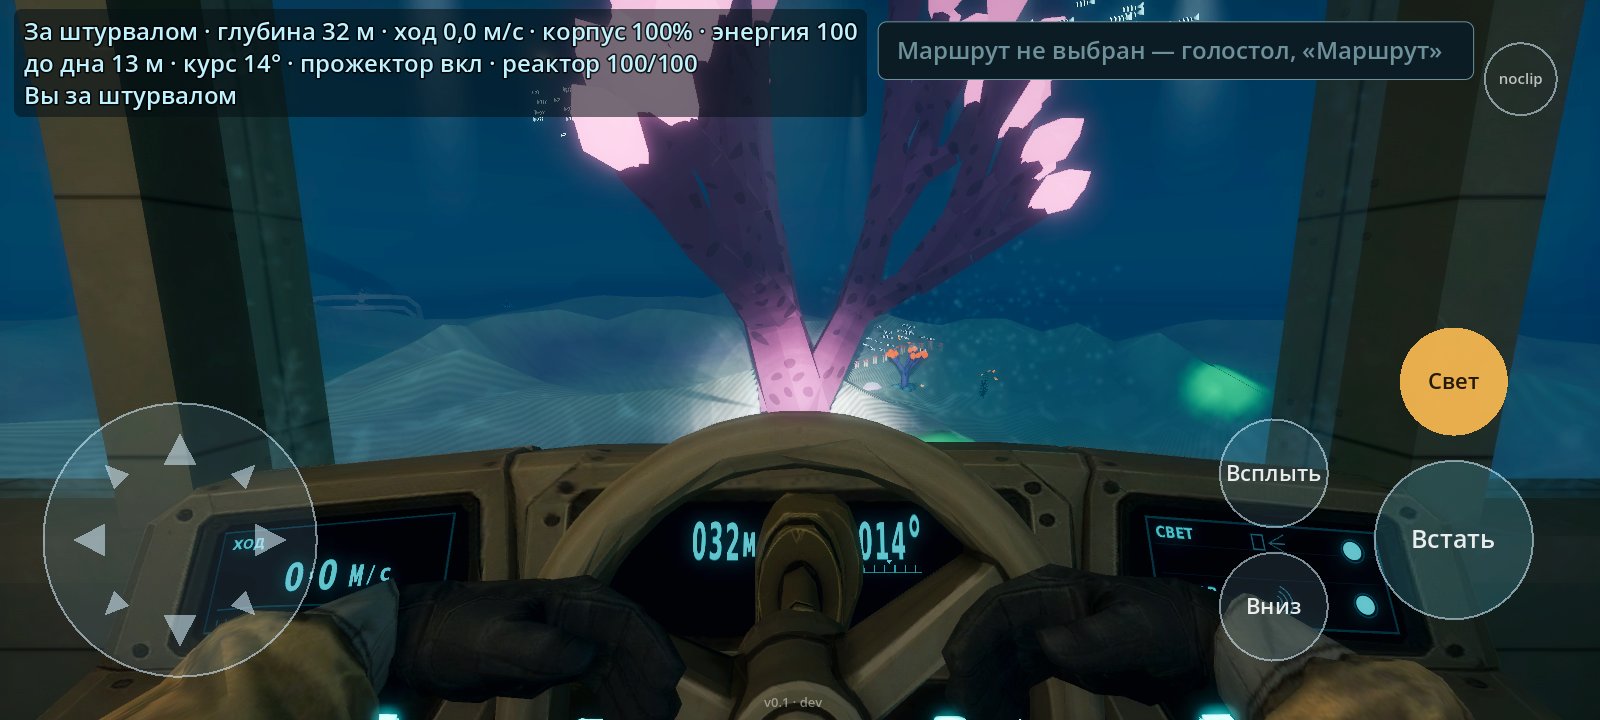 За штурвалом · глубина 32 м · ход 0,0 м/с · корпус 100% · энергия 100
до дна 13 м · курс 14° · прожектор вкл · реактор 100/100
Вы за штурвалом
Маршрут не выбран — голостол, «Маршрут»
noclip
Свет
Всплыть
Встать
Вниз
ХОД
0.0 М/с
032м
014°
СВЕТ
v0.1 · dev